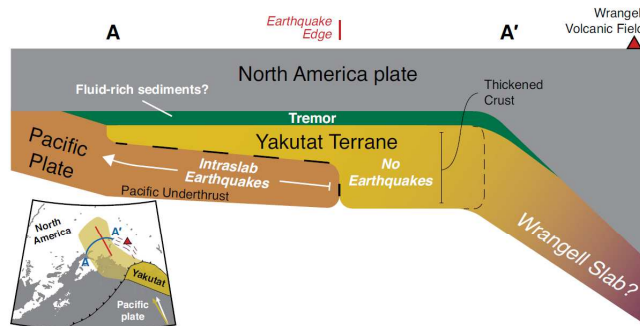 A
Earthquake
Edge
A'
Wrangell
Volcanic Field
North America plate
Thickened
Crust
Fluid-rich sediments?
Tremor
Pacific
Plate
Yakutat Terrane
Intraslab
Earthquakes
No
Earthquakes
Pacific Underthrust
Wrangell Slab?
North
America
A'
A
Yakutat
Pacific
plate